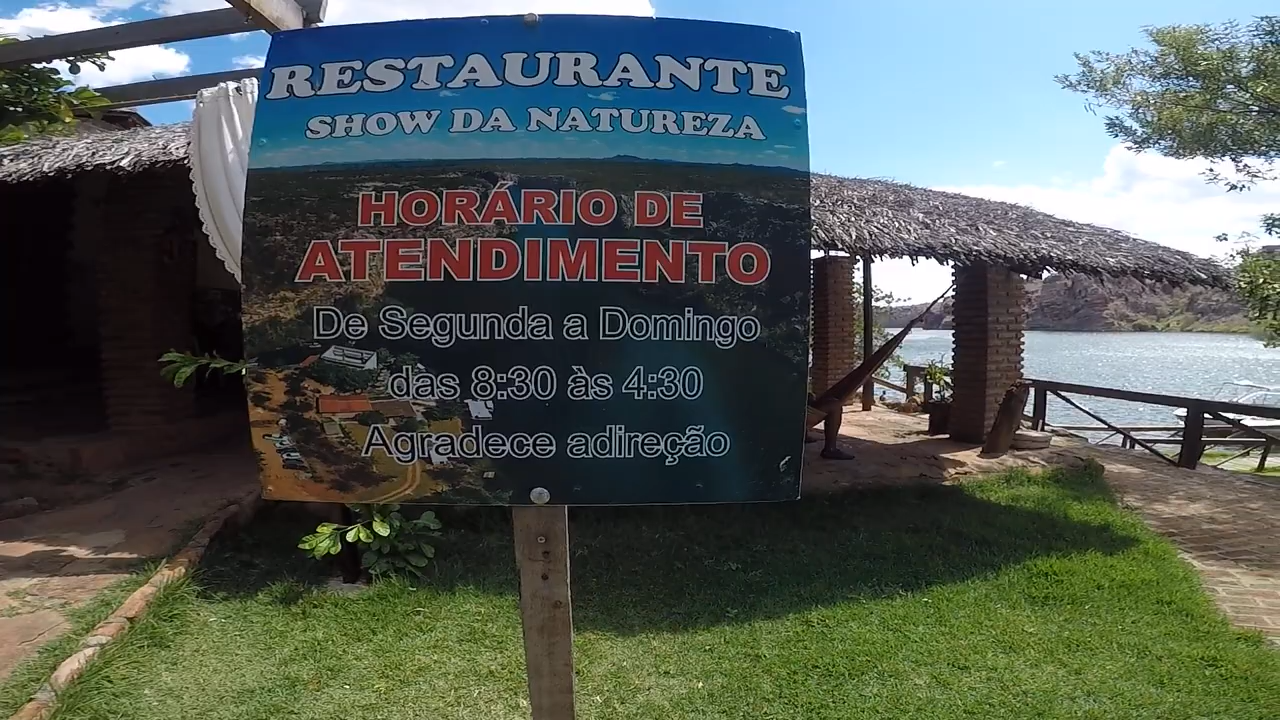 RESTAURANTE
SHOW DA NATUREZA
HORÁRIO DE
ATENDIMENTO
De Segunda a Domingo
das 8:30 às 4:30
Agradece adireção